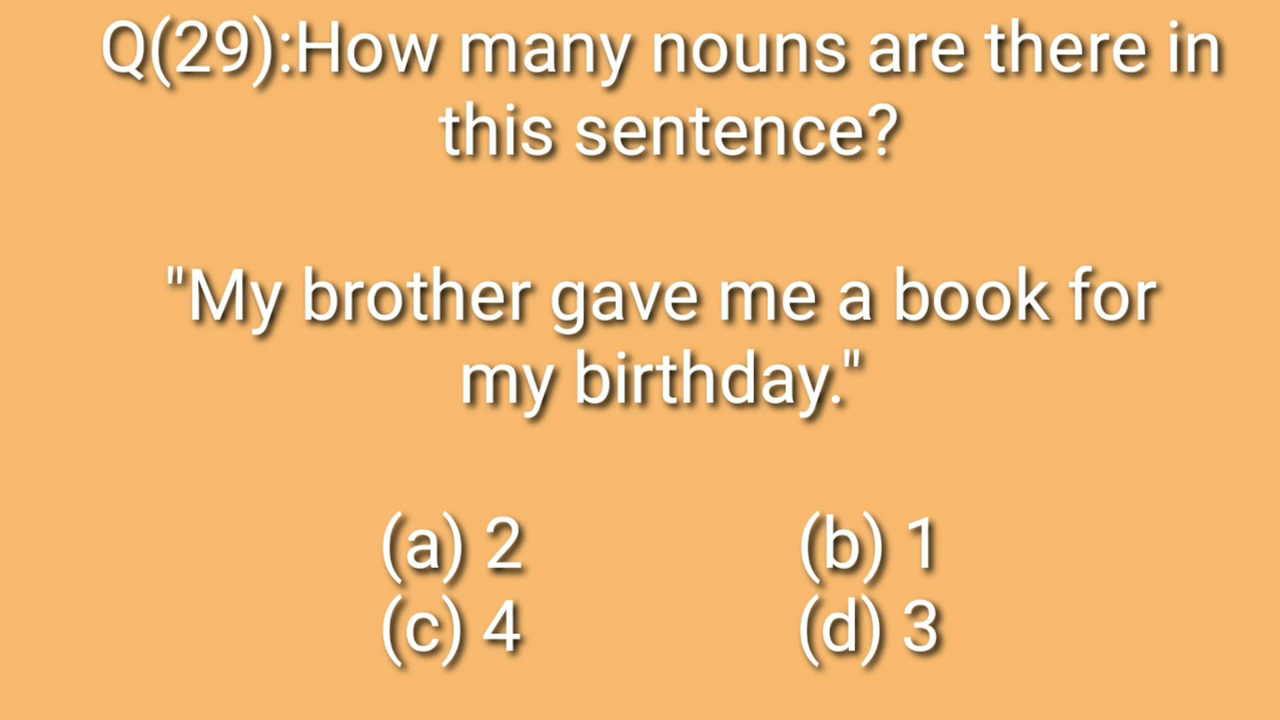 Q(29):How many nouns are there in
this sentence?
"My brother gave me a book for
my birthday."
(a) 2 (b) 1
(c) 4 (d) 3